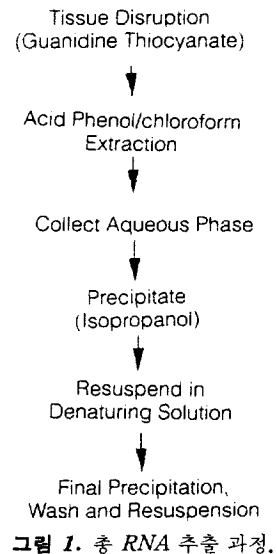 Tissue Disruption
(Guanidine Thiocyanate)
Acid Phenol/chloroform
Extraction
Collect Aqueous Phase
Precipitate
(Isopropanol)
Resuspend in
Denaturing Solution
Final Precipitation,
Wash and Resuspension
그림 1. 총 RNA 추출 과정.